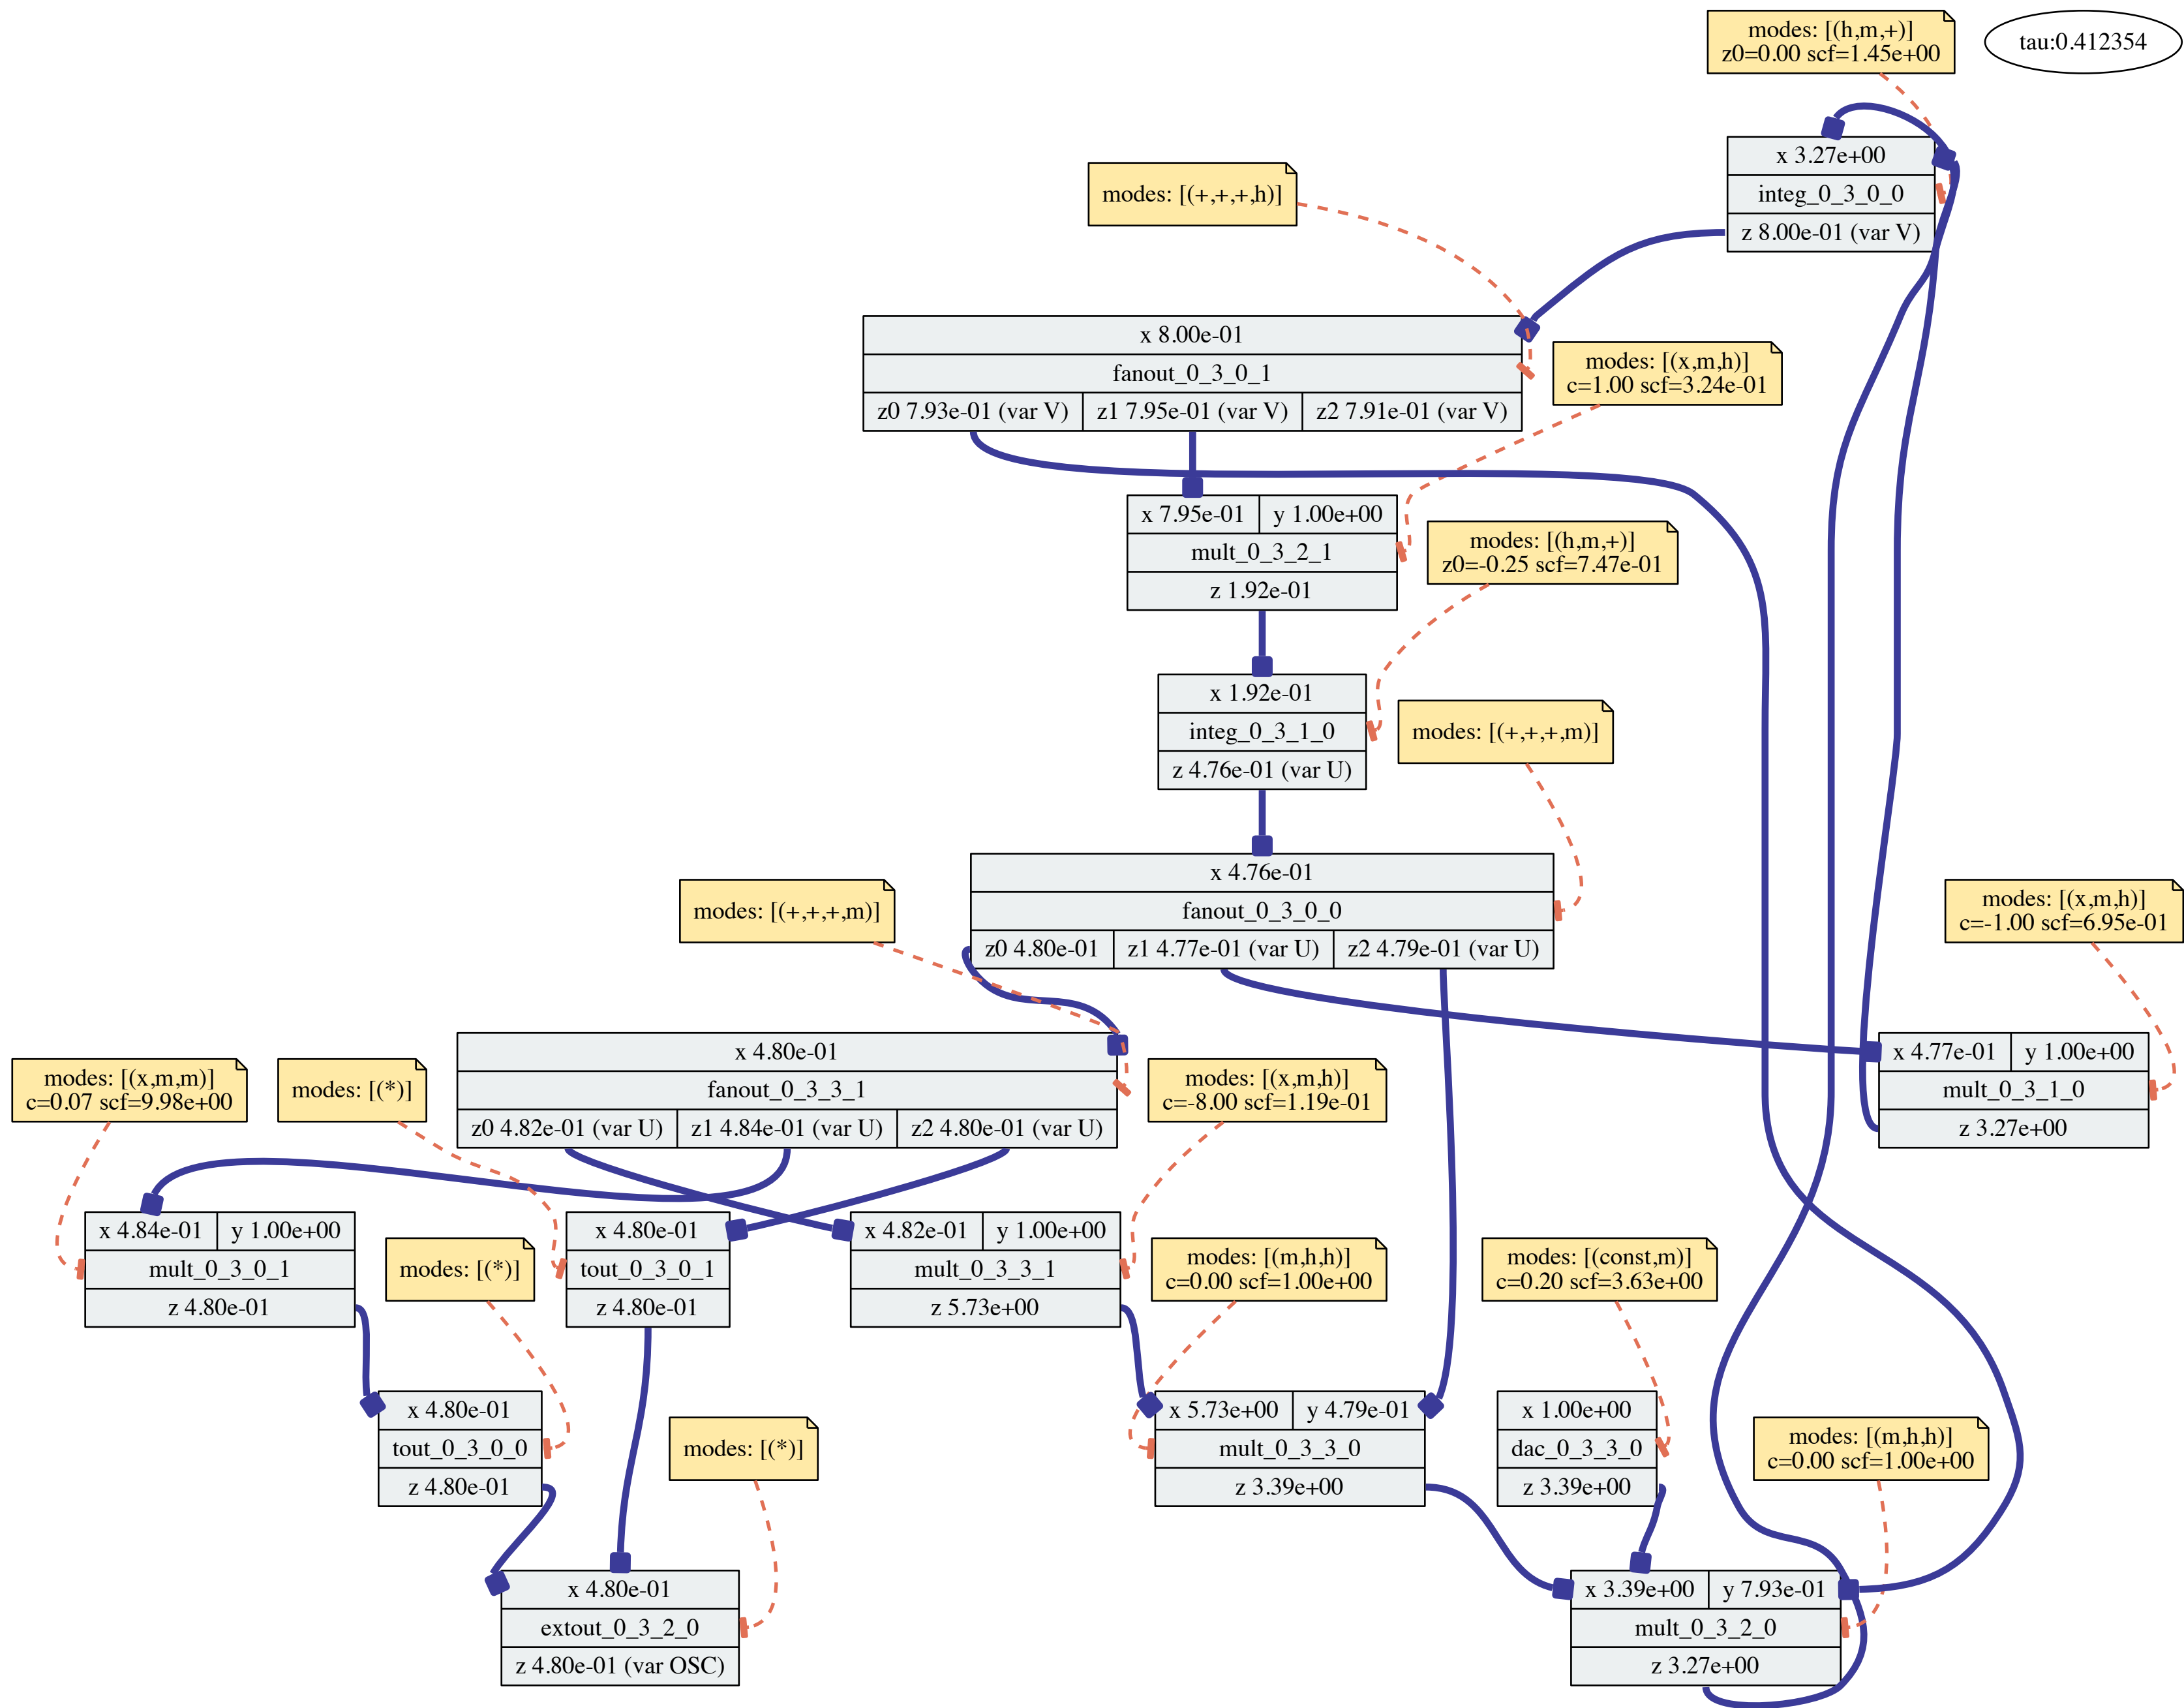 modes: [(h,m,+)]
z0=0.00 scf=1.45e+00
tau:0.412354
x 3.27e+00
integ_0_3_0_0
z 8.00e-01 (var V)
modes: [(+,+,+,h)]
x 8.00e-01
fanout_0_3_0_1
z0 7.93e-01 (var V)
z1 7.95e-01 (var V)
z2 7.91e-01 (var V)
modes: [(x,m,h)]
c=1.00 scf=3.24e-01
x 7.95e-01
y 1.00e+00
mult_0_3_2_1
z 1.92e-01
modes: [(h,m,+)]
z0=-0.25 scf=7.47e-01
x 1.92e-01
integ_0_3_1_0
z 4.76e-01 (var U)
modes: [(+,+,+,m)]
x 4.76e-01
fanout_0_3_0_0
z0 4.80e-01
z1 4.77e-01 (var U)
z2 4.79e-01 (var U)
modes: [(+,+,+,m)]
modes: [(x,m,h)]
c=-1.00 scf=6.95e-01
x 4.80e-01
fanout_0_3_3_1
z0 4.82e-01 (var U)
z1 4.84e-01 (var U)
z2 4.80e-01 (var U)
x 4.77e-01
y 1.00e+00
mult_0_3_1_0
z 3.27e+00
modes: [(x,m,m)]
c=0.07 scf=9.98e+00
modes: [(*)]
modes: [(x,m,h)]
c=-8.00 scf=1.19e-01
x 4.84e-01
y 1.00e+00
mult_0_3_0_1
z 4.80e-01
modes: [(*)]
x 4.80e-01
tout_0_3_0_1
z 4.80e-01
x 4.82e-01
y 1.00e+00
mult_0_3_3_1
z 5.73e+00
modes: [(m,h,h)]
c=0.00 scf=1.00e+00
modes: [(const,m)]
c=0.20 scf=3.63e+00
x 4.80e-01
tout_0_3_0_0
z 4.80e-01
modes: [(*)]
x 5.73e+00
y 4.79e-01
mult_0_3_3_0
z 3.39e+00
x 1.00e+00
dac_0_3_3_0
z 3.39e+00
modes: [(m,h,h)]
c=0.00 scf=1.00e+00
x 4.80e-01
extout_0_3_2_0
z 4.80e-01 (var OSC)
x 3.39e+00
y 7.93e-01
mult_0_3_2_0
z 3.27e+00